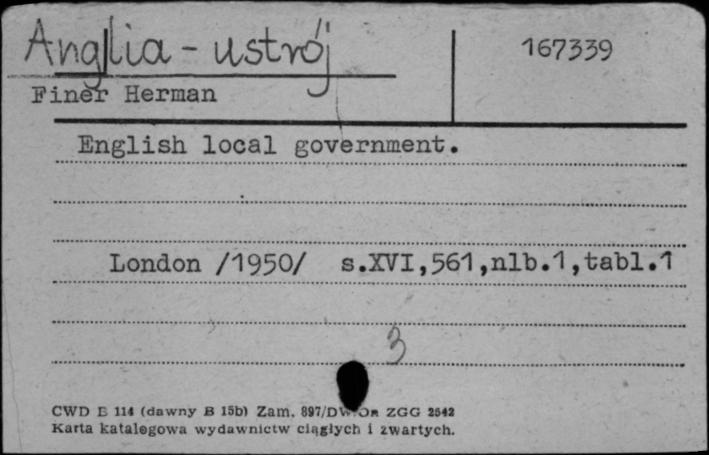 Anglia - ustrój
167339
Finer Herman
English local government.
London /1950/ s.XVI,561,nlb.1,tabl.1
3
CWD E 114 (dawny B 15b) Zam. 897/DW ZGG 2542
Karta katalogowa wydawnictw ciągłych i zwartych.